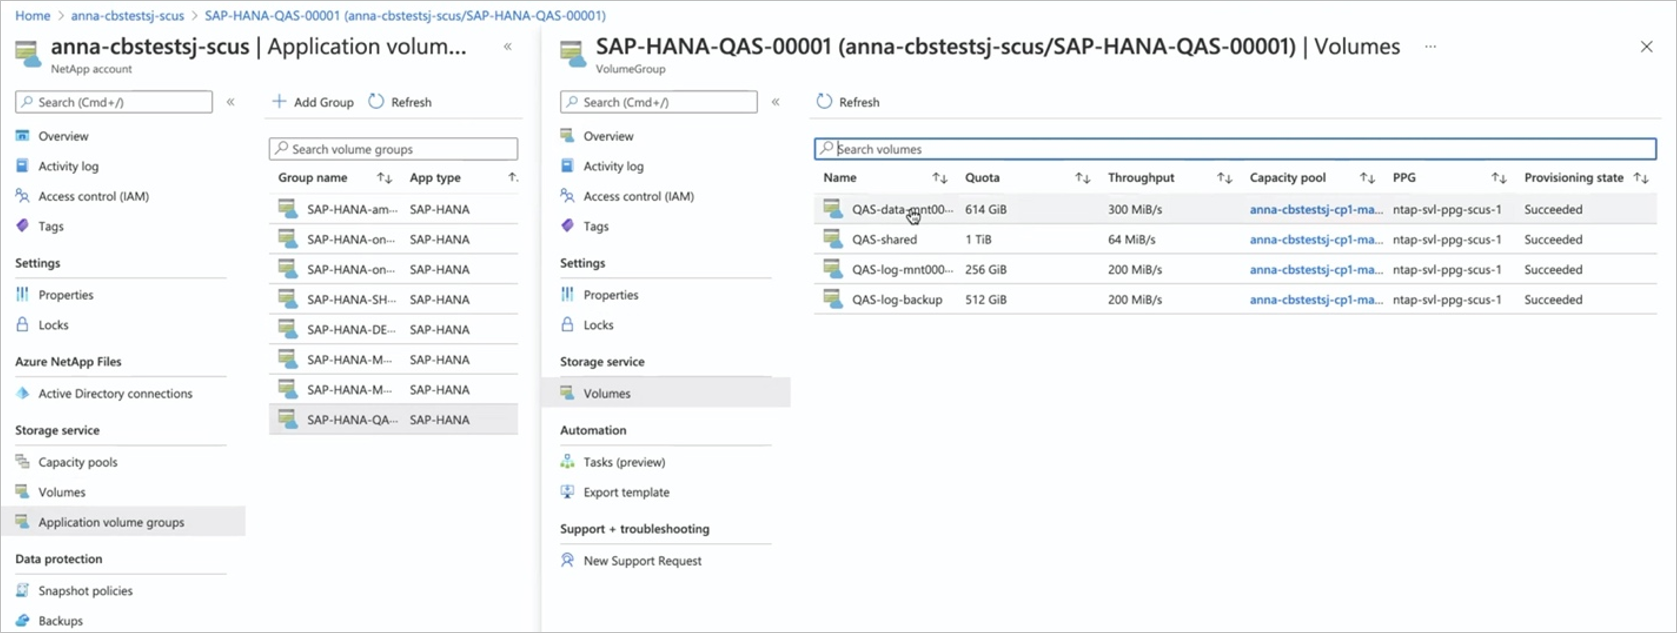 Home > anna-cbstestsj-scus > SAP-HANA-QAS-00001 (anna-cbstestsj-scus/SAP-HANA-QAS-00001)
anna-cbstestsj-scus | Application volum...
NetApp account
Search (Cmd+/)
Overview
Activity log
Access control (IAM)
Tags
Settings
Properties
Locks
Azure NetApp Files
Active Directory connections
Storage service
Capacity pools
Volumes
Application volume groups
Data protection
Snapshot policies
Backups
Add Group Refresh
Search volume groups
Group name App type
SAP-HANA-am... SAP-HANA
SAP-HANA-on... SAP-HANA
SAP-HANA-on... SAP-HANA
SAP-HANA-SH... SAP-HANA
SAP-HANA-DE... SAP-HANA
SAP-HANA-M... SAP-HANA
SAP-HANA-M... SAP-HANA
SAP-HANA-QA... SAP-HANA
SAP-HANA-QAS-00001 (anna-cbstestsj-scus/SAP-HANA-QAS-00001) | Volumes ...
VolumeGroup
Search (Cmd+/)
Overview
Activity log
Access control (IAM)
Tags
Settings
Properties
Locks
Storage service
Volumes
Automation
Tasks (preview)
Export template
Support + troubleshooting
New Support Request
Refresh
Search volumes
Name Quota Throughput Capacity pool PPG Provisioning state
QAS-data-mnt00... 614 GiB 300 MiB/s anna-cbstestsj-cp1-ma... ntap-svl-ppg-scus-1 Succeeded
QAS-shared 1 TiB 64 MiB/s anna-cbstestsj-cp1-ma... ntap-svl-ppg-scus-1 Succeeded
QAS-log-mnt000... 256 GiB 200 MiB/s anna-cbstestsj-cp1-ma... ntap-svl-ppg-scus-1 Succeeded
QAS-log-backup 512 GiB 200 MiB/s anna-cbstestsj-cp1-ma... ntap-svl-ppg-scus-1 Succeeded